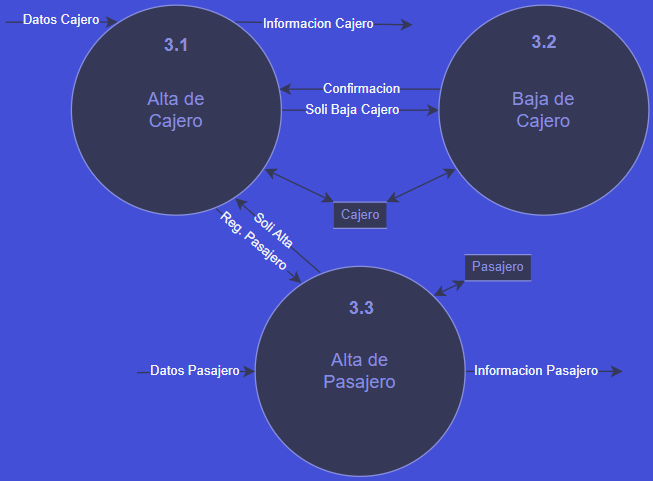 Datos Cajero
Informacion Cajero
3.1
Alta de
Cajero
3.2
Baja de
Cajero
Confirmacion
Soli Baja Cajero
Cajero
Soli Alta
Reg. Pasajero
Pasajero
3.3
Alta de
Pasajero
Datos Pasajero
Informacion Pasajero